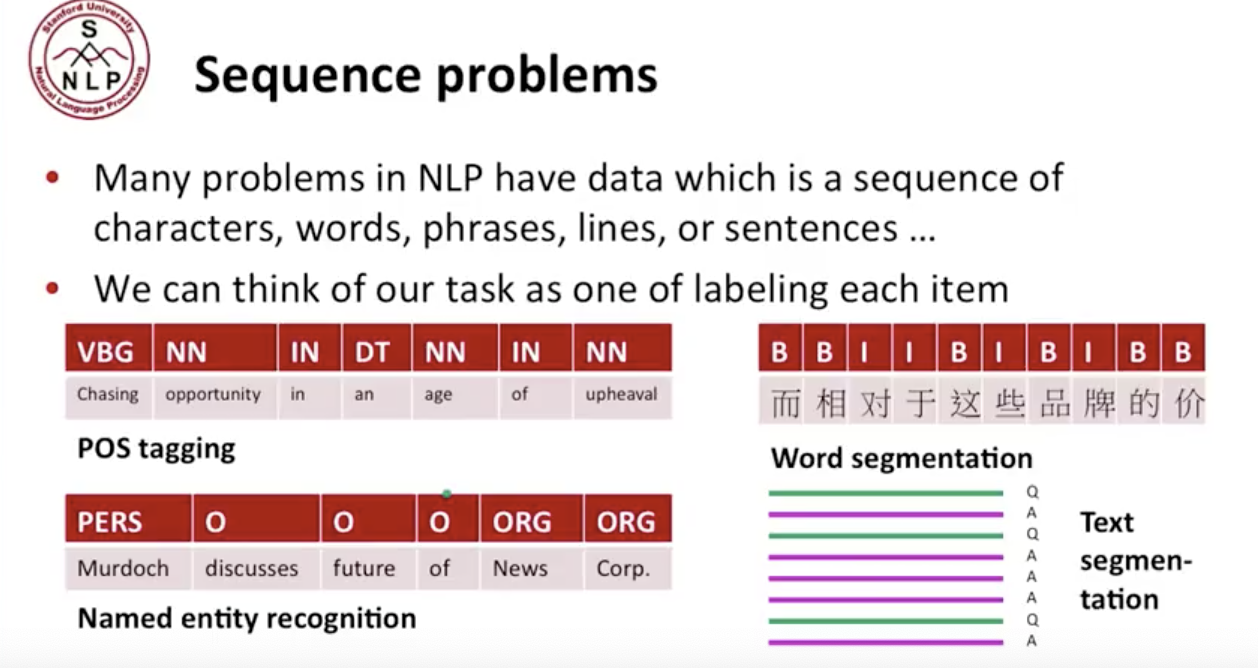 Stanford University
S
NLP
Natural Language Processing
Sequence problems
• Many problems in NLP have data which is a sequence of
characters, words, phrases, lines, or sentences ...
• We can think of our task as one of labeling each item
VBG NN IN DT NN IN NN
Chasing opportunity in an age of upheaval
POS tagging
PERS O O O ORG ORG
Murdoch discusses future of News Corp.
Named entity recognition
B B I I B I B I B B
而 相 对 于 这 些 品 牌 的 价
Word segmentation
Q
A
Q
A
A
A
Q
A
Text
segmen-
tation